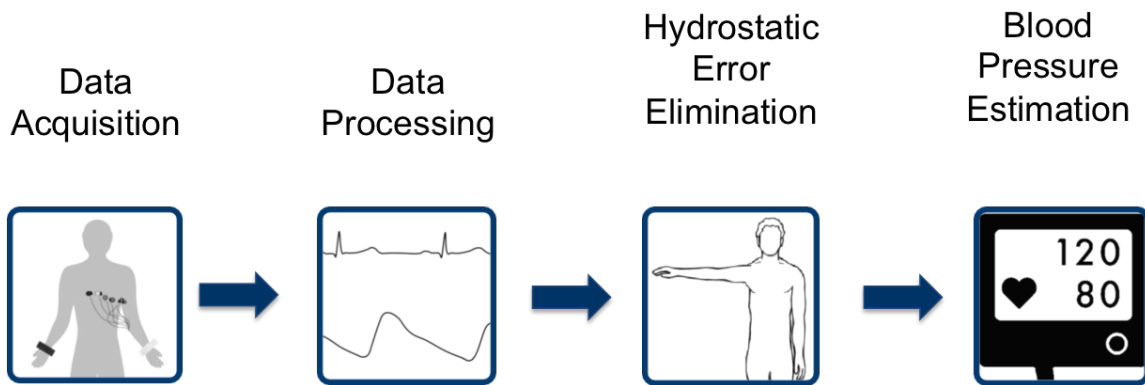 Data
Acquisition
Data
Processing
Hydrostatic
Error
Elimination
Blood
Pressure
Estimation
120
80